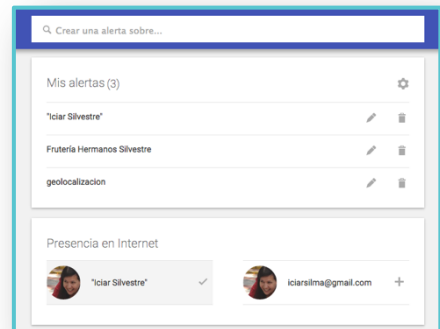 Crear una alerta sobre...
Mis alertas (3)
"Iciar Silvestre"
Frutería Hermanos Silvestre
geolocalizacion
Presencia en Internet
"Iciar Silvestre"
iciarsilma@gmail.com